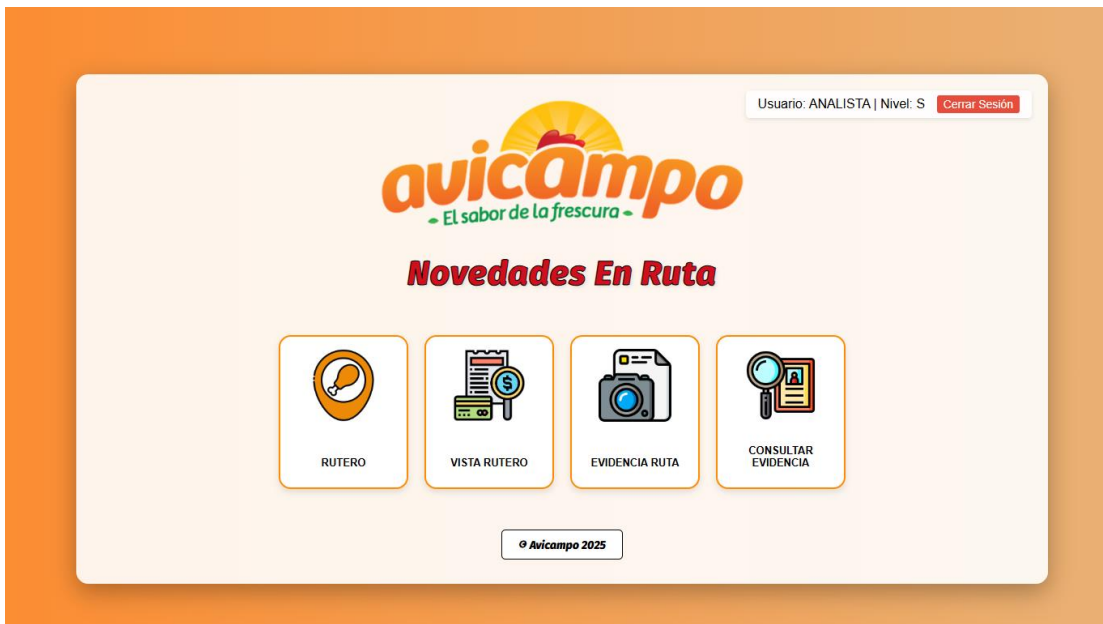 Usuario: ANALISTA | Nivel: S Cerrar Sesión
avicampo
El sabor de la frescura
Novedades En Ruta
RUTERO
VISTA RUTERO
EVIDENCIA RUTA
CONSULTAR
EVIDENCIA
© Avicampo 2025